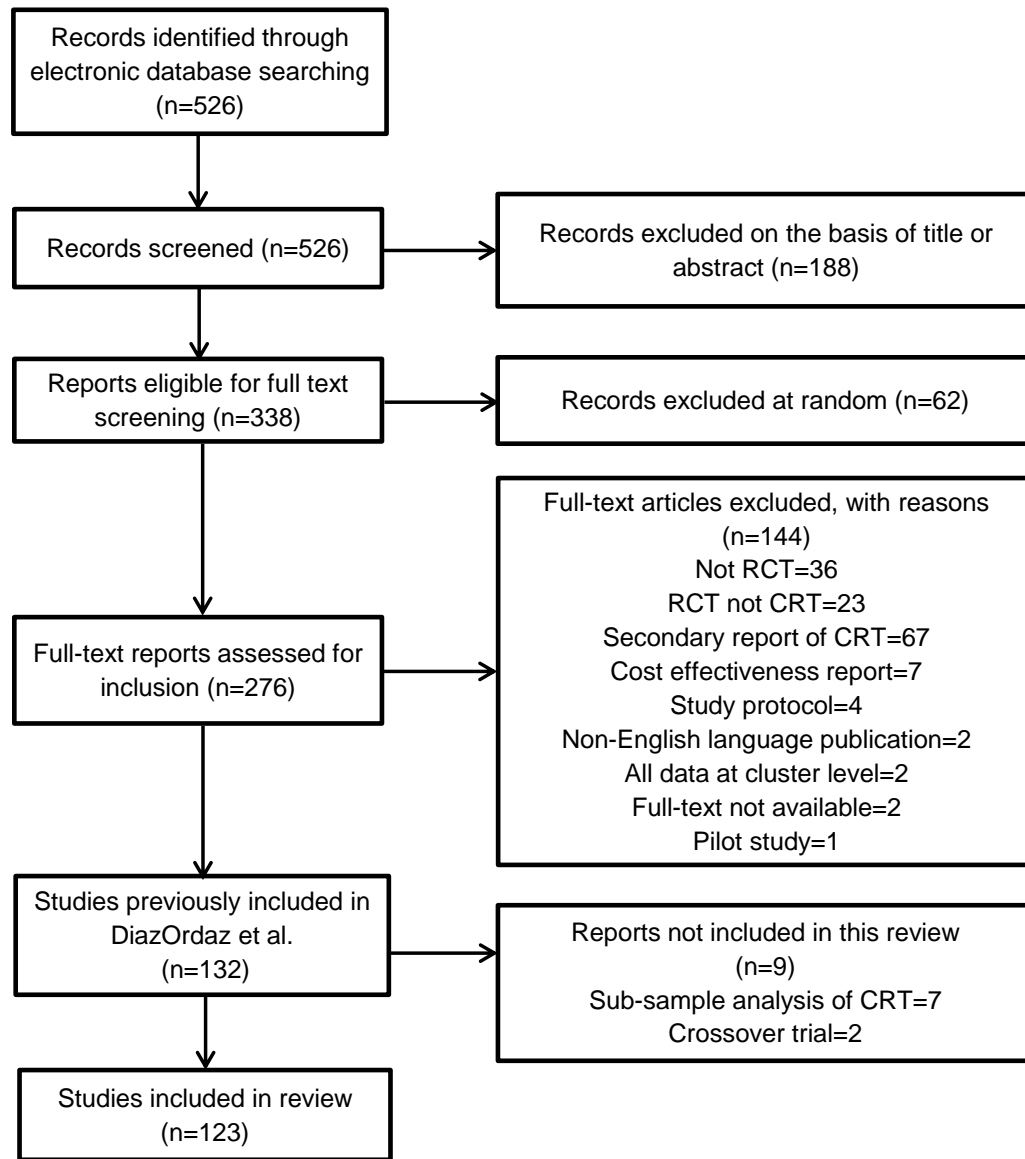 Records identified through
electronic database searching
(n=526)
Records screened (n=526)
Records excluded on the basis of title or
abstract (n=188)
Reports eligible for full text
screening (n=338)
Records excluded at random (n=62)
Full-text reports assessed for
inclusion (n=276)
Full-text articles excluded, with reasons
(n=144)
Not RCT=36
RCT not CRT=23
Secondary report of CRT=67
Cost effectiveness report=7
Study protocol=4
Non-English language publication=2
All data at cluster level=2
Full-text not available=2
Pilot study=1
Studies previously included in
DiazOrdaz et al.
(n=132)
Reports not included in this review
(n=9)
Sub-sample analysis of CRT=7
Crossover trial=2
Studies included in review
(n=123)